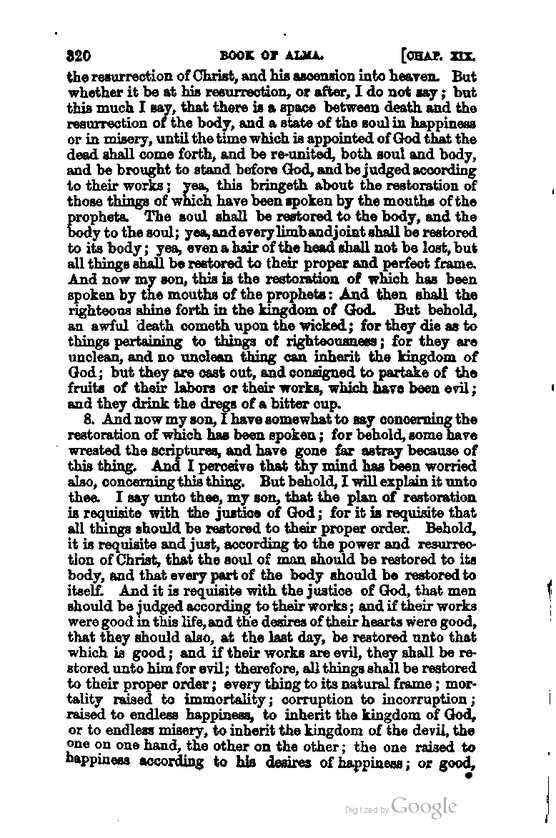 320 BOOK OF ALMA. [CHAP. XIX.
the resurrection of Christ, and his ascension into heaven. But
whether it be at his resurrection, or after, I do not say; but
this much I say, that there is a space between death and the
resurrection of the body, and a state of the soul in happiness
or in misery, until the time which is appointed of God that the
dead shall come forth, and be re-united, both soul and body,
and be brought to stand before God, and be judged according
to their works; yea, this bringeth about the restoration of
those things of which have been spoken by the mouths of the
prophets. The soul shall be restored to the body, and the
body to the soul; yea, and every limb and joint shall be restored
to its body; yea, even a hair of the head shall not be lost, but
all things shall be restored to their proper and perfect frame.
And now my son, this is the restoration of which has been
spoken by the mouths of the prophets: And then shall the
righteous shine forth in the kingdom of God. But behold,
an awful death cometh upon the wicked; for they die as to
things pertaining to things of righteousness; for they are
unclean, and no unclean thing can inherit the kingdom of
God; but they are cast out, and consigned to partake of the
fruits of their labors or their works, which have been evil;
and they drink the dregs of a bitter cup.
8. And now my son, I have somewhat to say concerning the
restoration of which has been spoken; for behold, some have
wrested the scriptures, and have gone far astray because of
this thing. And I perceive that thy mind has been worried
also, concerning this thing. But behold, I will explain it unto
thee. I say unto thee, my son, that the plan of restoration
is requisite with the justice of God; for it is requisite that
all things should be restored to their proper order. Behold,
it is requisite and just, according to the power and resurrec-
tion of Christ, that the soul of man should be restored to its
body, and that every part of the body should be restored to
itself. And it is requisite with the justice of God, that men
should be judged according to their works; and if their works
were good in this life, and the desires of their hearts were good,
that they should also, at the last day, be restored unto that
which is good; and if their works are evil, they shall be re-
stored unto him for evil; therefore, all things shall be restored
to their proper order; every thing to its natural frame; mor-
tality raised to immortality; corruption to incorruption;
raised to endless happiness, to inherit the kingdom of God,
or to endless misery, to inherit the kingdom of the devil, the
one on one hand, the other on the other; the one raised to
happiness according to his desires of happiness; or good,
Digitized by Google